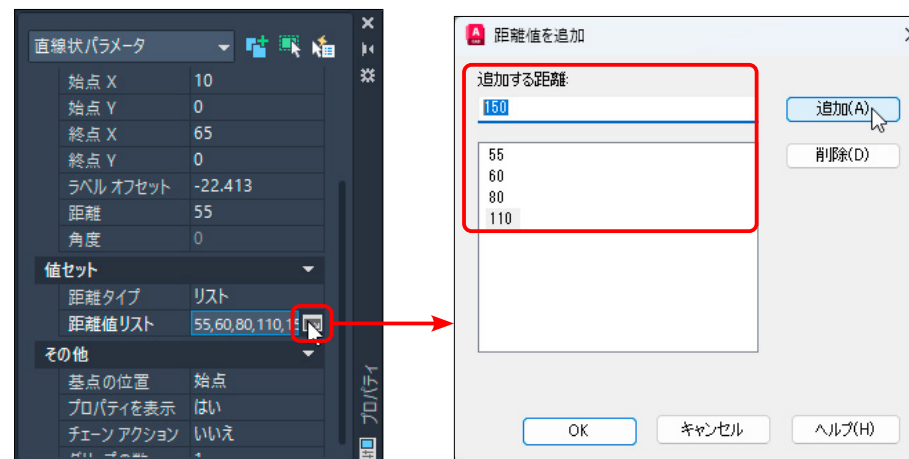 直線状パラメータ
始点 X 10
始点 Y 0
終点 X 65
終点 Y 0
ラベル オフセット -22.413
距離 55
角度 0
値セット
距離タイプ リスト
距離値リスト 55,60,80,110,15
その他
基点の位置 始点
プロパティを表示 はい
チェーン アクション いいえ
プロパティ
距離値を追加
追加する距離:
150
追加(A)
55
60
80
110
削除(D)
OK
キャンセル
ヘルプ(H)